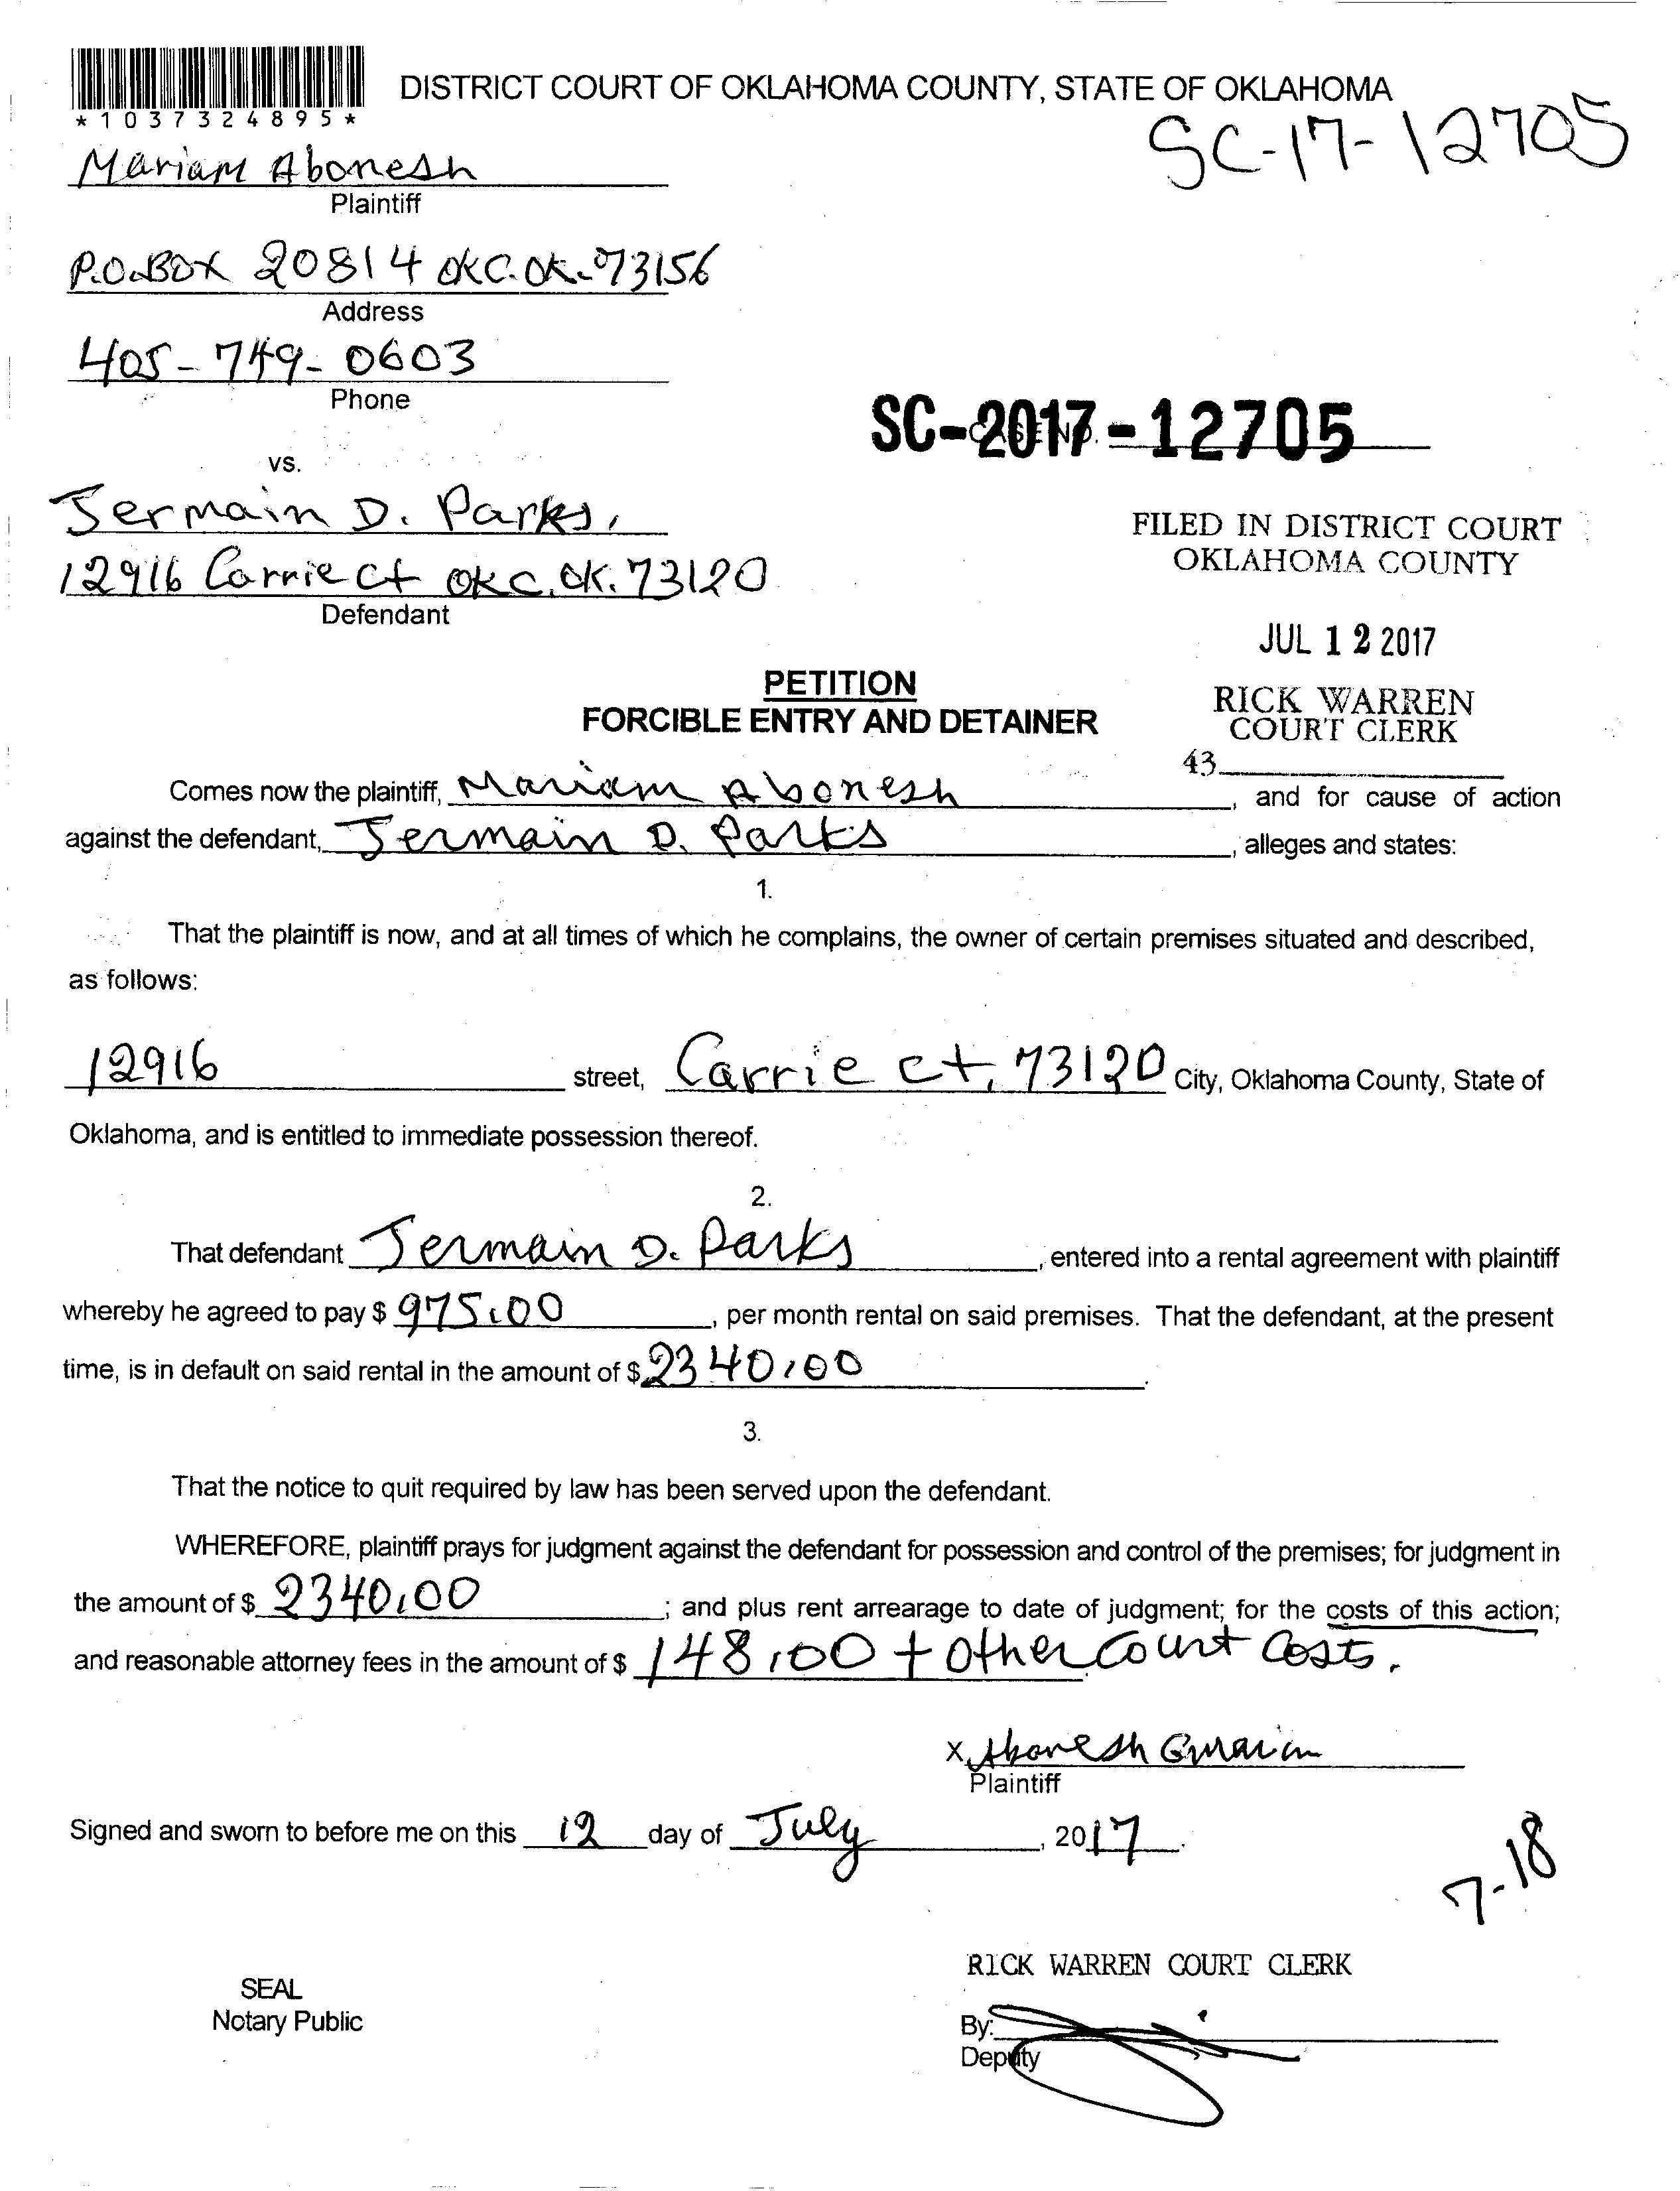 DISTRICT COURT OF OKLAHOMA COUNTY, STATE OF OKLAHOMA
*1037324895*
SC-17-12705
Mariam Abonesh
Plaintiff
P.O.BOX 20814 OKC.OK.73156
Address
405-749-0603
Phone
SC-2017-12705
CASE NO.
vs.
Jermain D. Parks,
12916 Carrie ct OKC.OK.73120
Defendant
FILED IN DISTRICT COURT
OKLAHOMA COUNTY
JUL 12 2017
RICK WARREN
COURT CLERK
43
PETITION
FORCIBLE ENTRY AND DETAINER
Comes now the plaintiff, Mariam Abonesh, and for cause of action
against the defendant, Jermain D. Parks, alleges and states:
1.
That the plaintiff is now, and at all times of which he complains, the owner of certain premises situated and described,
as follows:
12916 street, Carrie ct, 73120 City, Oklahoma County, State of
Oklahoma, and is entitled to immediate possession thereof.
2.
That defendant Jermain D. Parks, entered into a rental agreement with plaintiff
whereby he agreed to pay $ 975.00, per month rental on said premises. That the defendant, at the present
time, is in default on said rental in the amount of $ 2340.00.
3.
That the notice to quit required by law has been served upon the defendant.
WHEREFORE, plaintiff prays for judgment against the defendant for possession and control of the premises; for judgment in
the amount of $ 2340.00; and plus rent arrearage to date of judgment; for the costs of this action;
and reasonable attorney fees in the amount of $ 148.00 + other court costs.
X Abonesh
Plaintiff
Signed and sworn to before me on this 12 day of July, 2017.
7-18
RICK WARREN COURT CLERK
SEAL
Notary Public
By:
Deputy